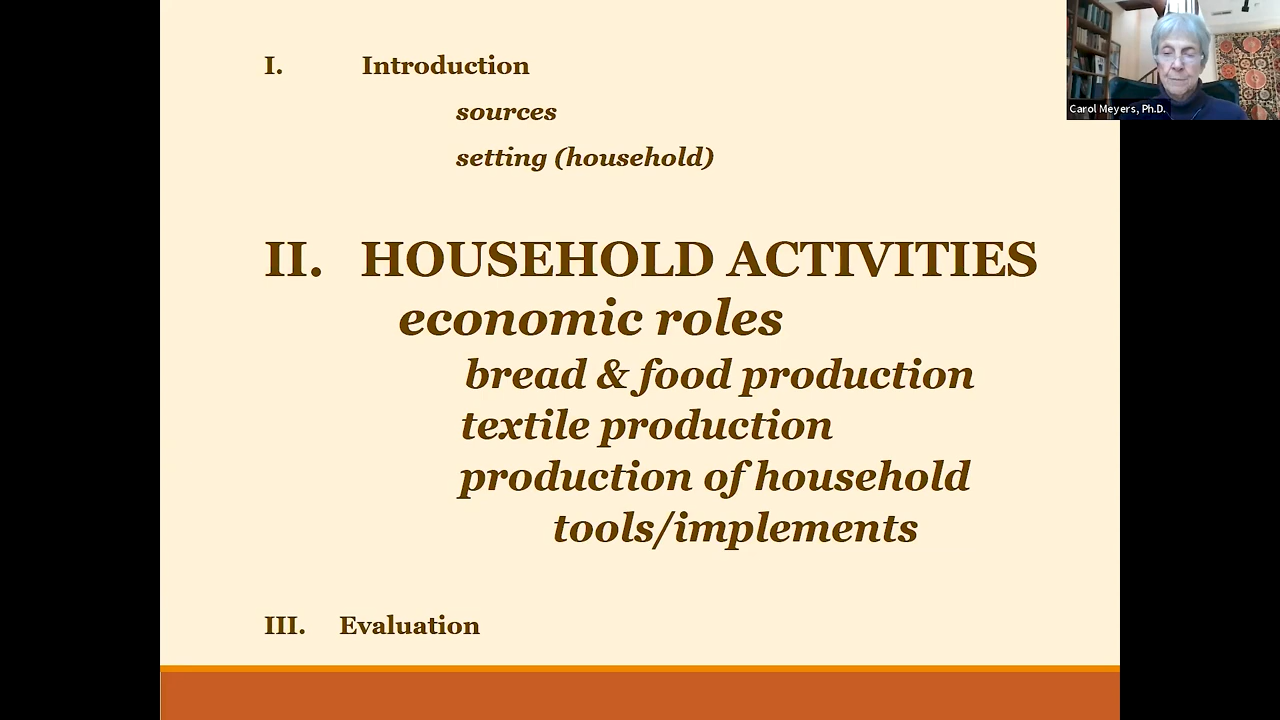 I. Introduction
sources
setting (household)
II. HOUSEHOLD ACTIVITIES
economic roles
bread & food production
textile production
production of household
tools/implements
III. Evaluation
Carol Meyers, Ph.D.